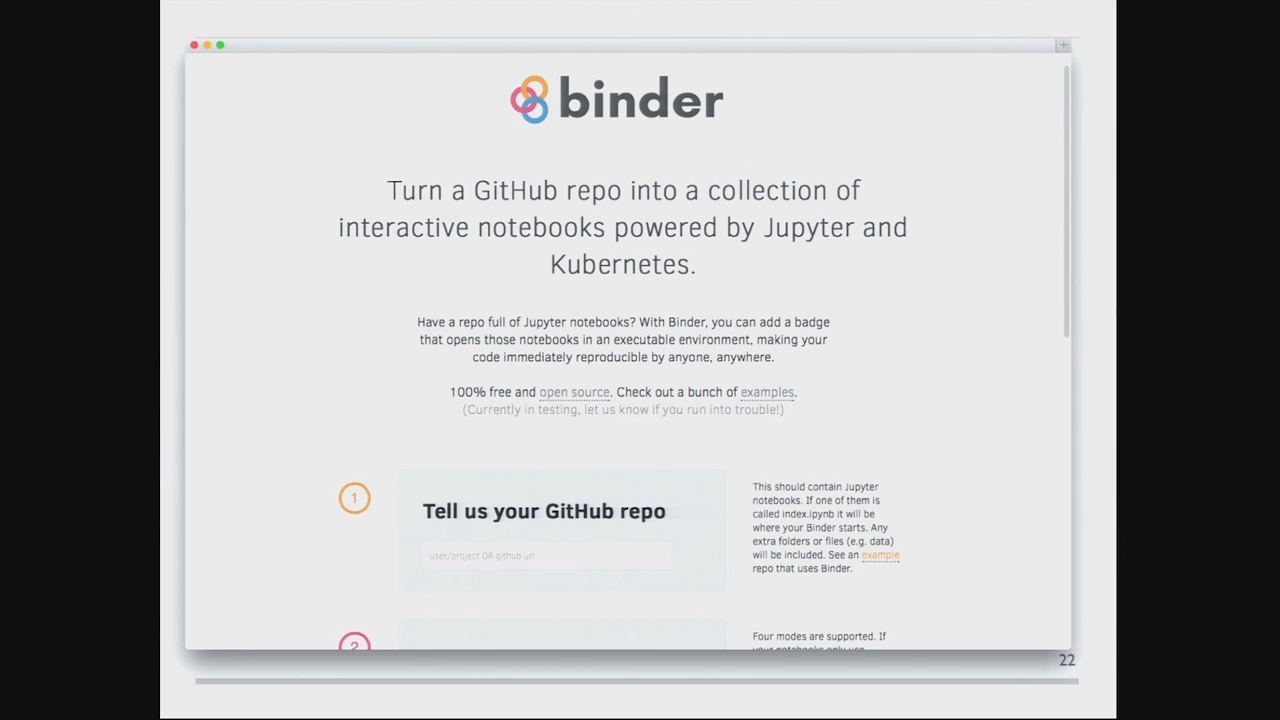 binder
Turn a GitHub repo into a collection of
interactive notebooks powered by Jupyter and
Kubernetes.
Have a repo full of Jupyter notebooks? With Binder, you can add a badge
that opens those notebooks in an executable environment, making your
code immediately reproducible by anyone, anywhere.
100% free and open source. Check out a bunch of examples.
(Currently in testing, let us know if you run into trouble!)
1
Tell us your GitHub repo
user/project OR github url
This should contain Jupyter
notebooks. If one of them is
called index.ipynb it will be
where your Binder starts. Any
extra folders or files (e.g. data)
will be included. See an example
repo that uses Binder.
2
Four modes are supported. If
your notebooks only use
22